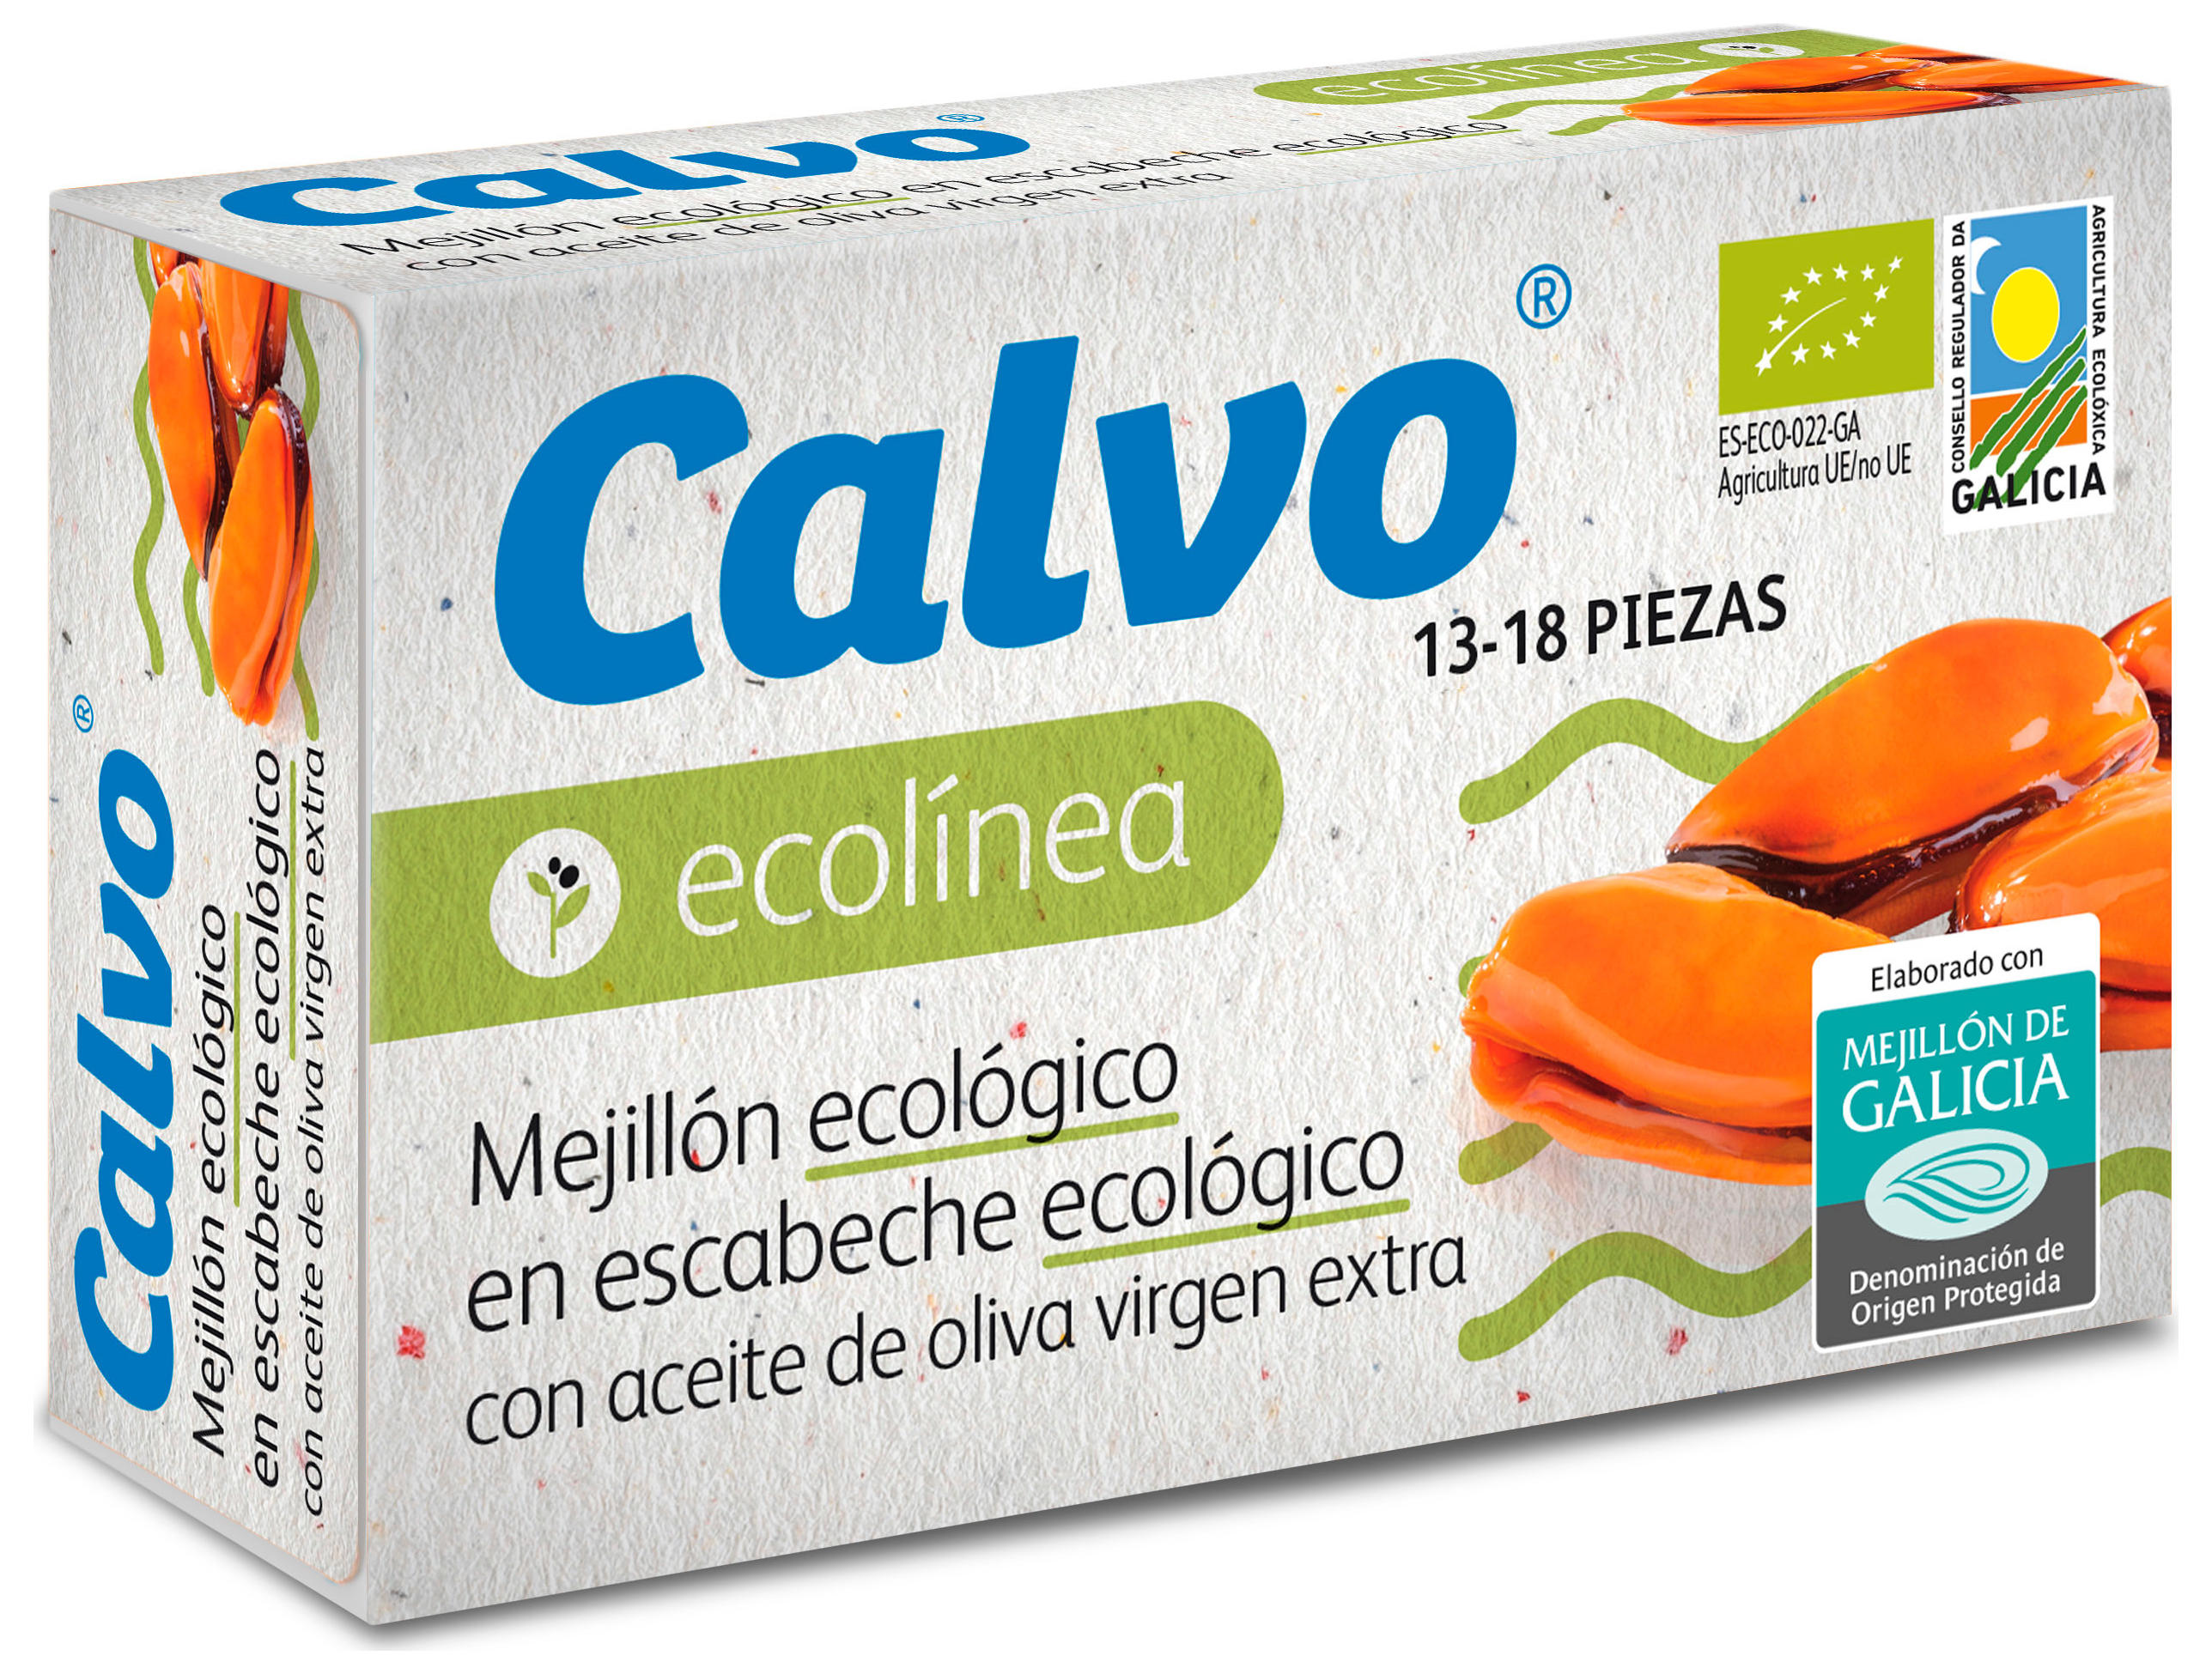 Calvo®
ecolínea
Mejillón ecológico en escabeche ecológico
con aceite de oliva virgen extra
Calvo®
Mejillón ecológico
en escabeche ecológico
con aceite de oliva virgen extra
Calvo®
13-18 PIEZAS
ecolínea
Mejillón ecológico
en escabeche ecológico
con aceite de oliva virgen extra
ES-ECO-022-GA
Agricultura UE/no UE
CONSELLO REGULADOR DA
AGRICULTURA ECOLÓXICA
GALICIA
Elaborado con
MEJILLÓN DE
GALICIA
Denominación de
Origen Protegida